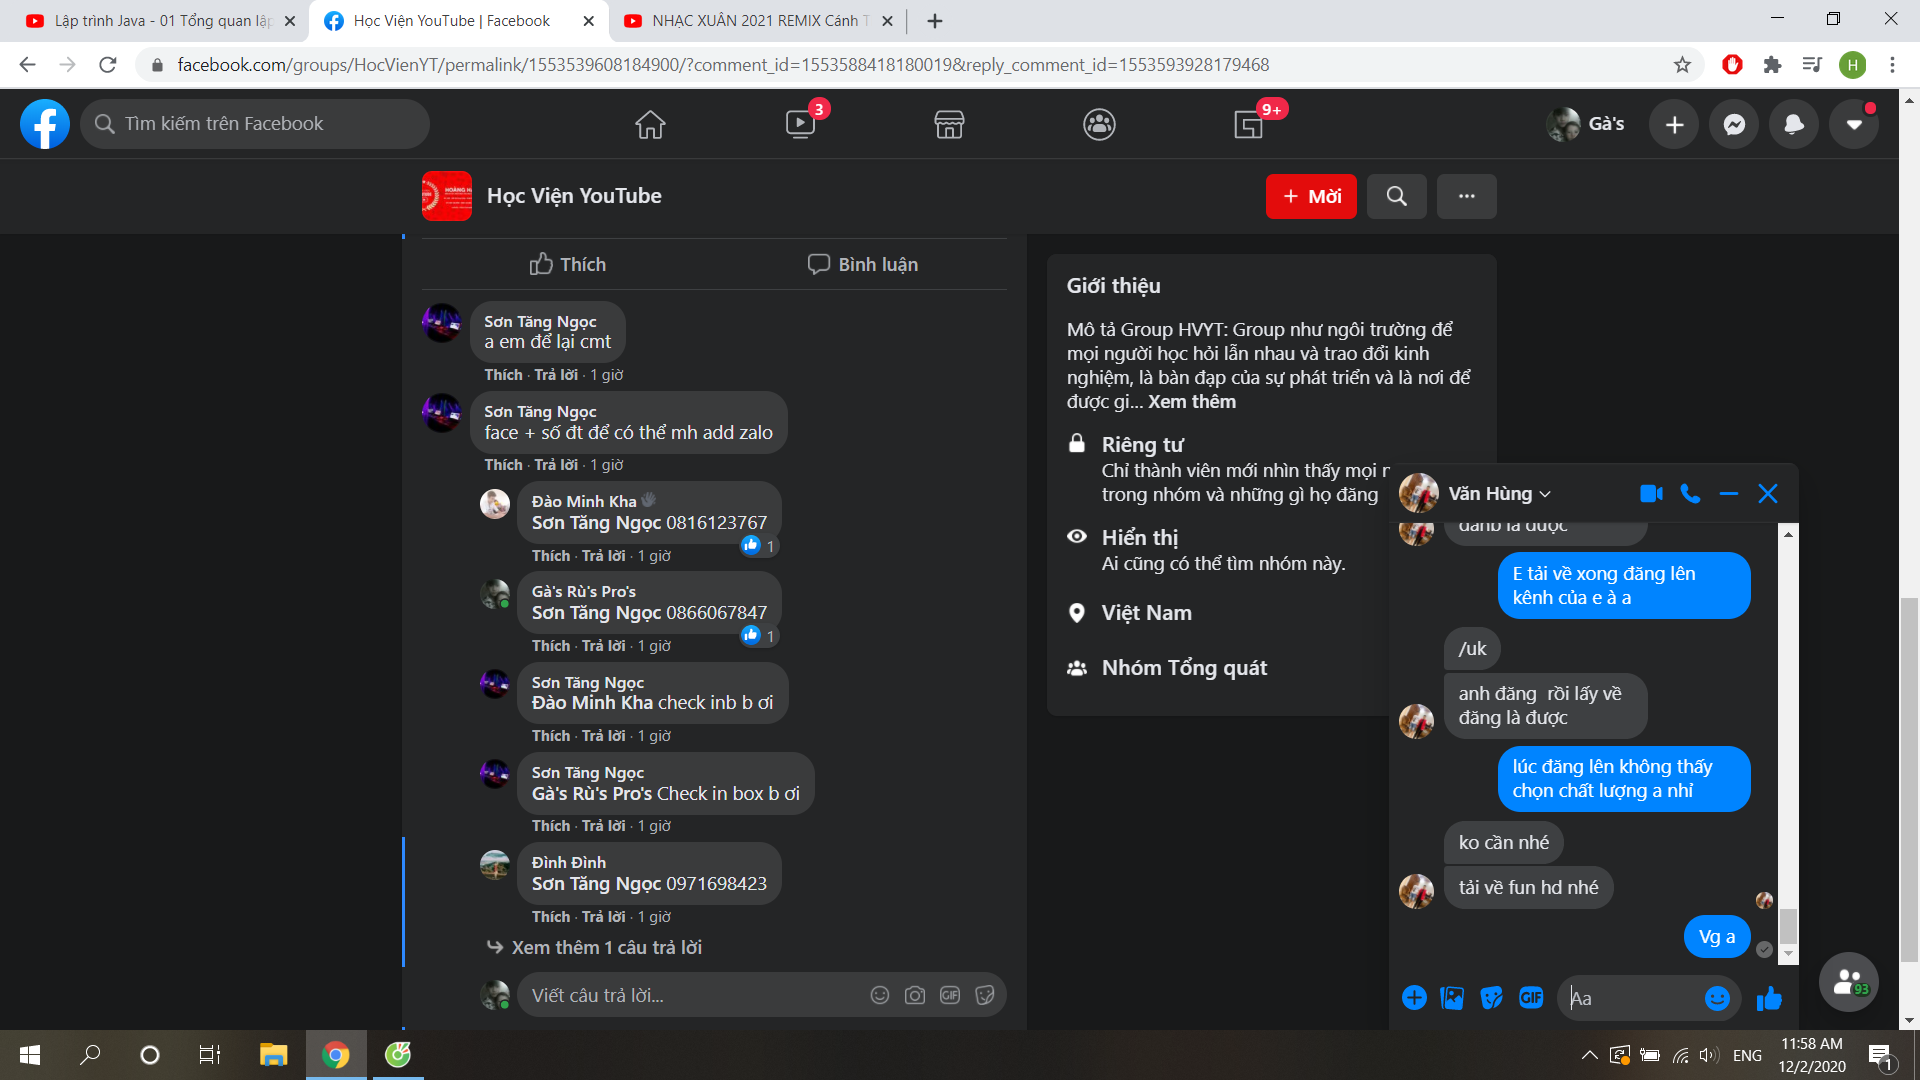 Lập trình Java - 01 Tổng quan lập
Học Viện YouTube | Facebook
NHẠC XUÂN 2021 REMIX Cánh T
facebook.com/groups/HocVienYT/permalink/1553539608184900/?comment_id=1553588418180019&reply_comment_id=1553593928179468
H
Tìm kiếm trên Facebook
3
9+
Gà's
Học Viện YouTube
+ Mời
Thích
Bình luận
Sơn Tăng Ngọc
a em để lại cmt
Thích · Trả lời · 1 giờ
Sơn Tăng Ngọc
face + số đt để có thể mh add zalo
Thích · Trả lời · 1 giờ
Đào Minh Kha
Sơn Tăng Ngọc 0816123767
1
Thích · Trả lời · 1 giờ
Gà's Rù's Pro's
Sơn Tăng Ngọc 0866067847
1
Thích · Trả lời · 1 giờ
Sơn Tăng Ngọc
Đào Minh Kha check inb b ơi
Thích · Trả lời · 1 giờ
Sơn Tăng Ngọc
Gà's Rù's Pro's Check in box b ơi
Thích · Trả lời · 1 giờ
Đình Đình
Sơn Tăng Ngọc 0971698423
Thích · Trả lời · 1 giờ
Xem thêm 1 câu trả lời
Viết câu trả lời...
GIF
Giới thiệu
Mô tả Group HVYT: Group như ngôi trường để
mọi người học hỏi lẫn nhau và trao đổi kinh
nghiệm, là bàn đạp của sự phát triển và là nơi để
được gi... Xem thêm
Riêng tư
Chỉ thành viên mới nhìn thấy mọi
trong nhóm và những gì họ đăng
Hiển thị
Ai cũng có thể tìm nhóm này.
Việt Nam
Nhóm Tổng quát
Văn Hùng
là được
E tải về xong đăng lên
kênh của e à a
/uk
anh đăng rồi lấy về
đăng là được
lúc đăng lên không thấy
chọn chất lượng a nhỉ
ko cần nhé
tải về fun hd nhé
Vg a
GIF
Aa
93
ENG
11:58 AM
12/2/2020
1